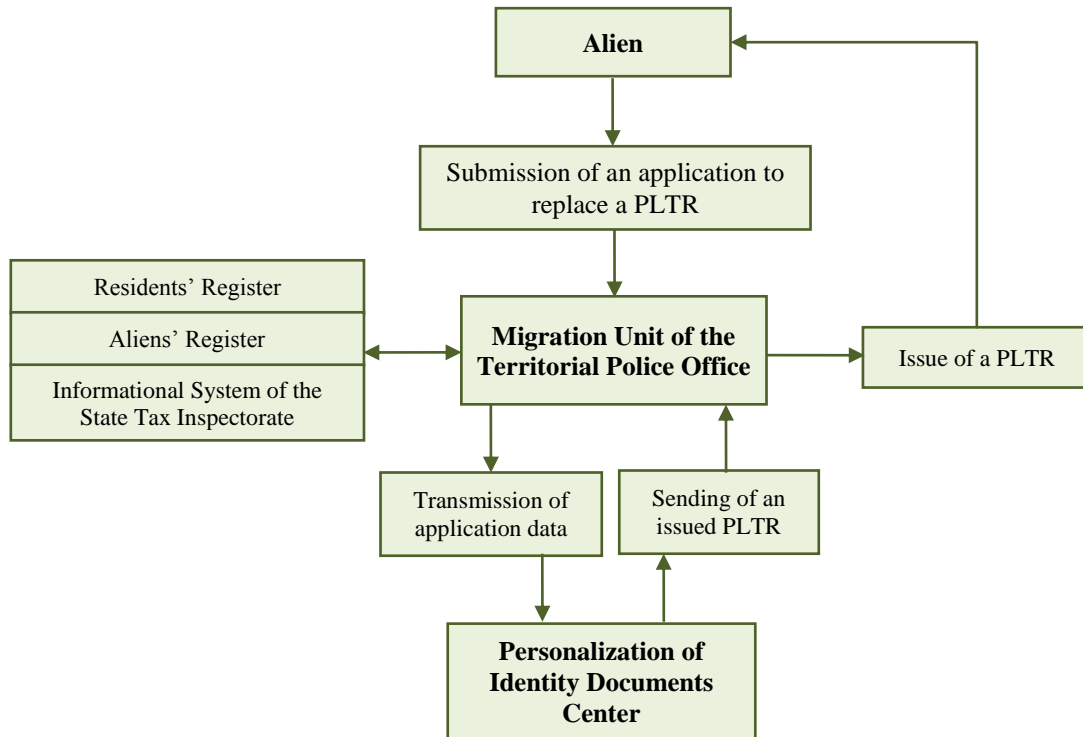 Alien
Submission of an application to
replace a PLTR
Residents’ Register
Aliens’ Register
Informational System of the
State Tax Inspectorate
Migration Unit of the
Territorial Police Office
Issue of a PLTR
Transmission of
application data
Sending of an
issued PLTR
Personalization of
Identity Documents
Center